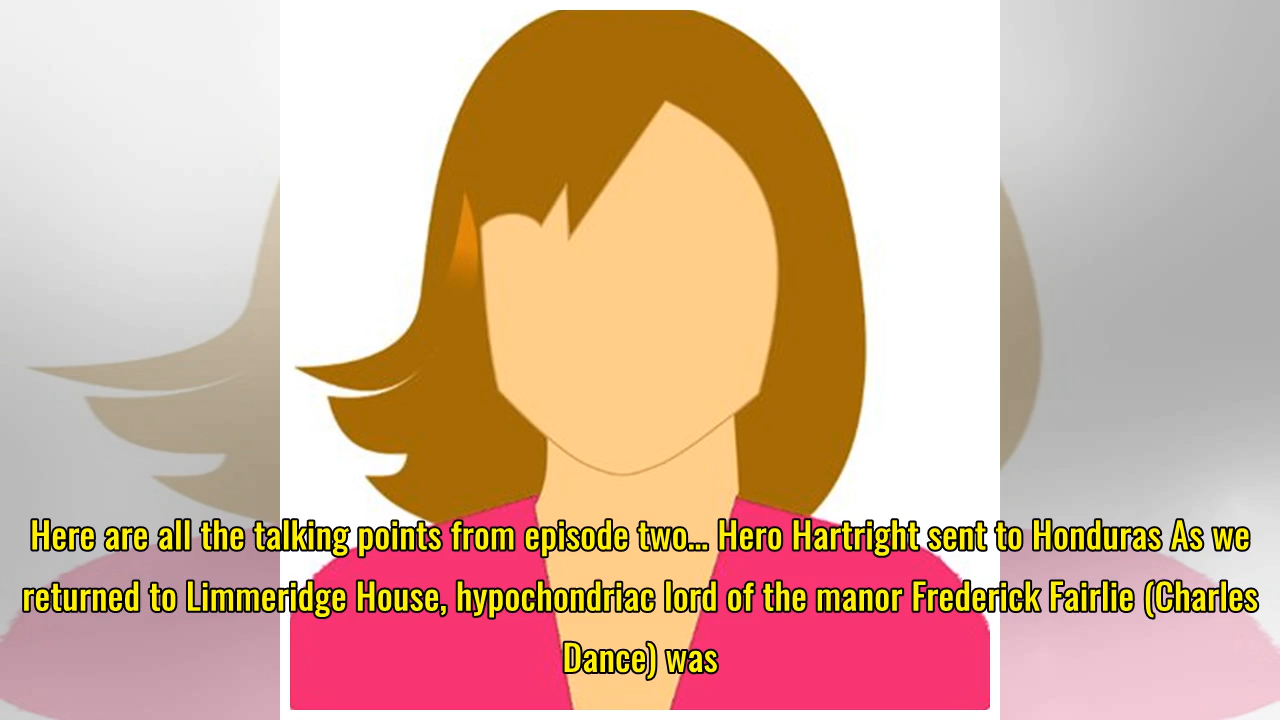 Here are all the talking points from episode two... Hero Hartright sent to Honduras As we
returned to Limmeridge House, hypochondriac lord of the manor Frederick Fairlie (Charles
Dance) was